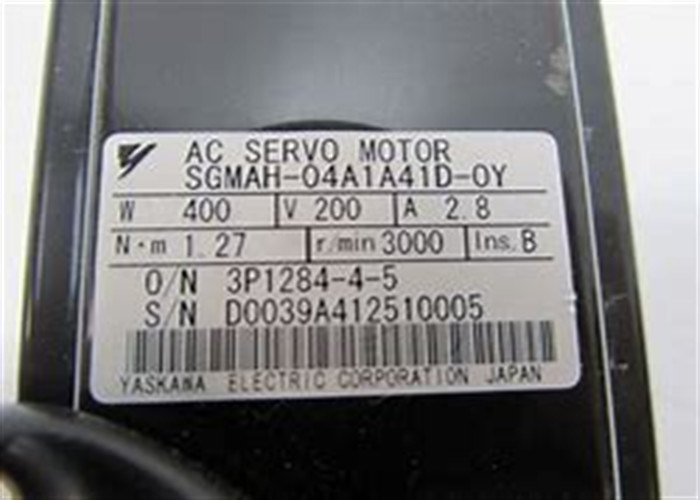 AC SERVO MOTOR
SGMAH-04A1A41D-0Y
W 400 V 200 A 2.8
N·m 1.27 r/min 3000 Ins. B
O/N 3P1284-4-5
S/N D0039A412510005
YASKAWA ELECTRIC CORPORATION JAPAN